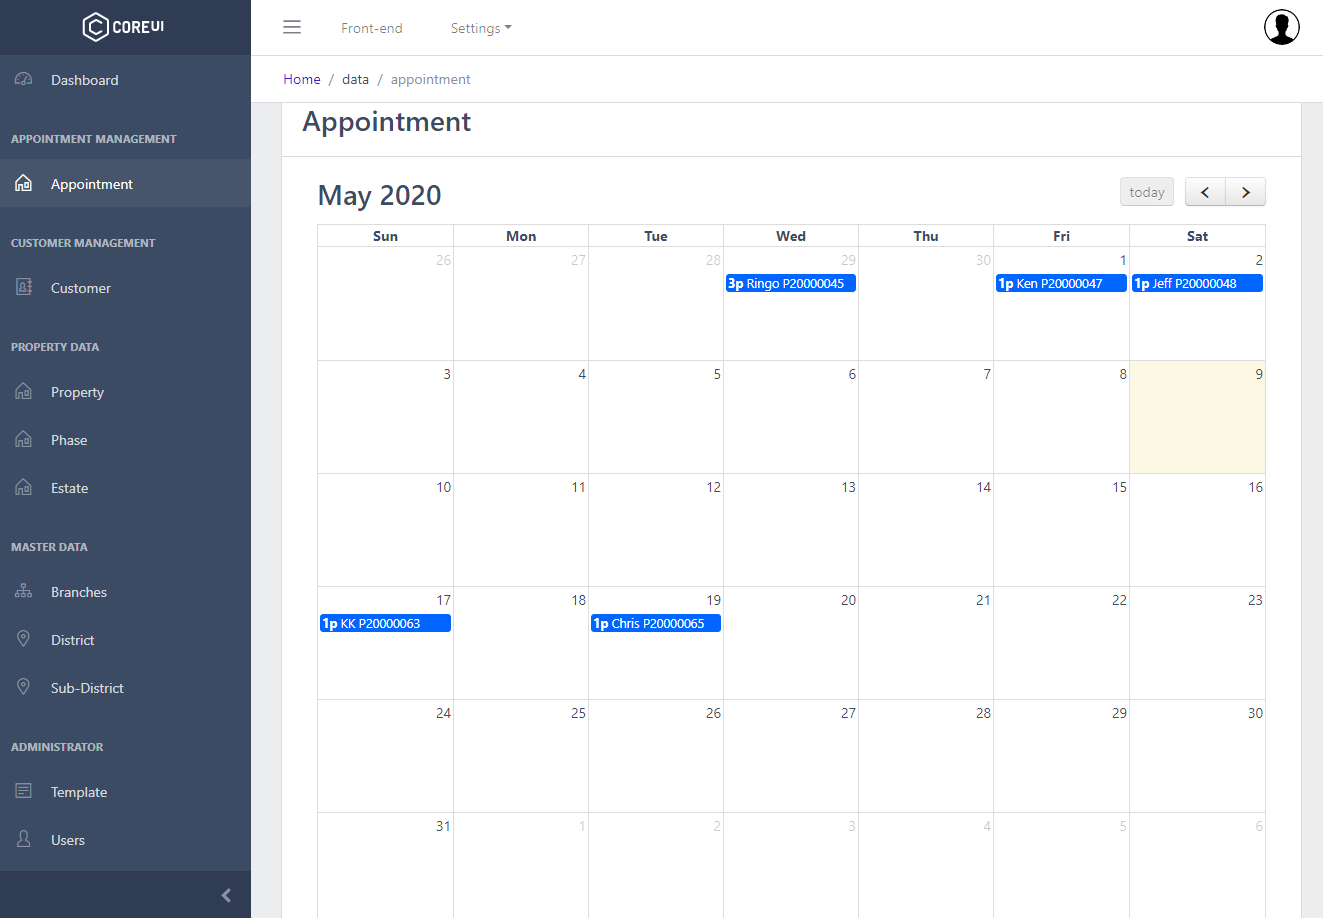 COREUI
Front-end Settings
Home / data / appointment
Dashboard
APPOINTMENT MANAGEMENT
Appointment
CUSTOMER MANAGEMENT
Customer
PROPERTY DATA
Property
Phase
Estate
MASTER DATA
Branches
District
Sub-District
ADMINISTRATOR
Template
Users
Appointment
May 2020
today
Sun Mon Tue Wed Thu Fri Sat
26 27 28 29 30 1 2
3p Ringo P20000045 1p Ken P20000047 1p Jeff P20000048
3 4 5 6 7 8 9
10 11 12 13 14 15 16
17 18 19 20 21 22 23
1p KK P20000063 1p Chris P20000065
24 25 26 27 28 29 30
31 1 2 3 4 5 6